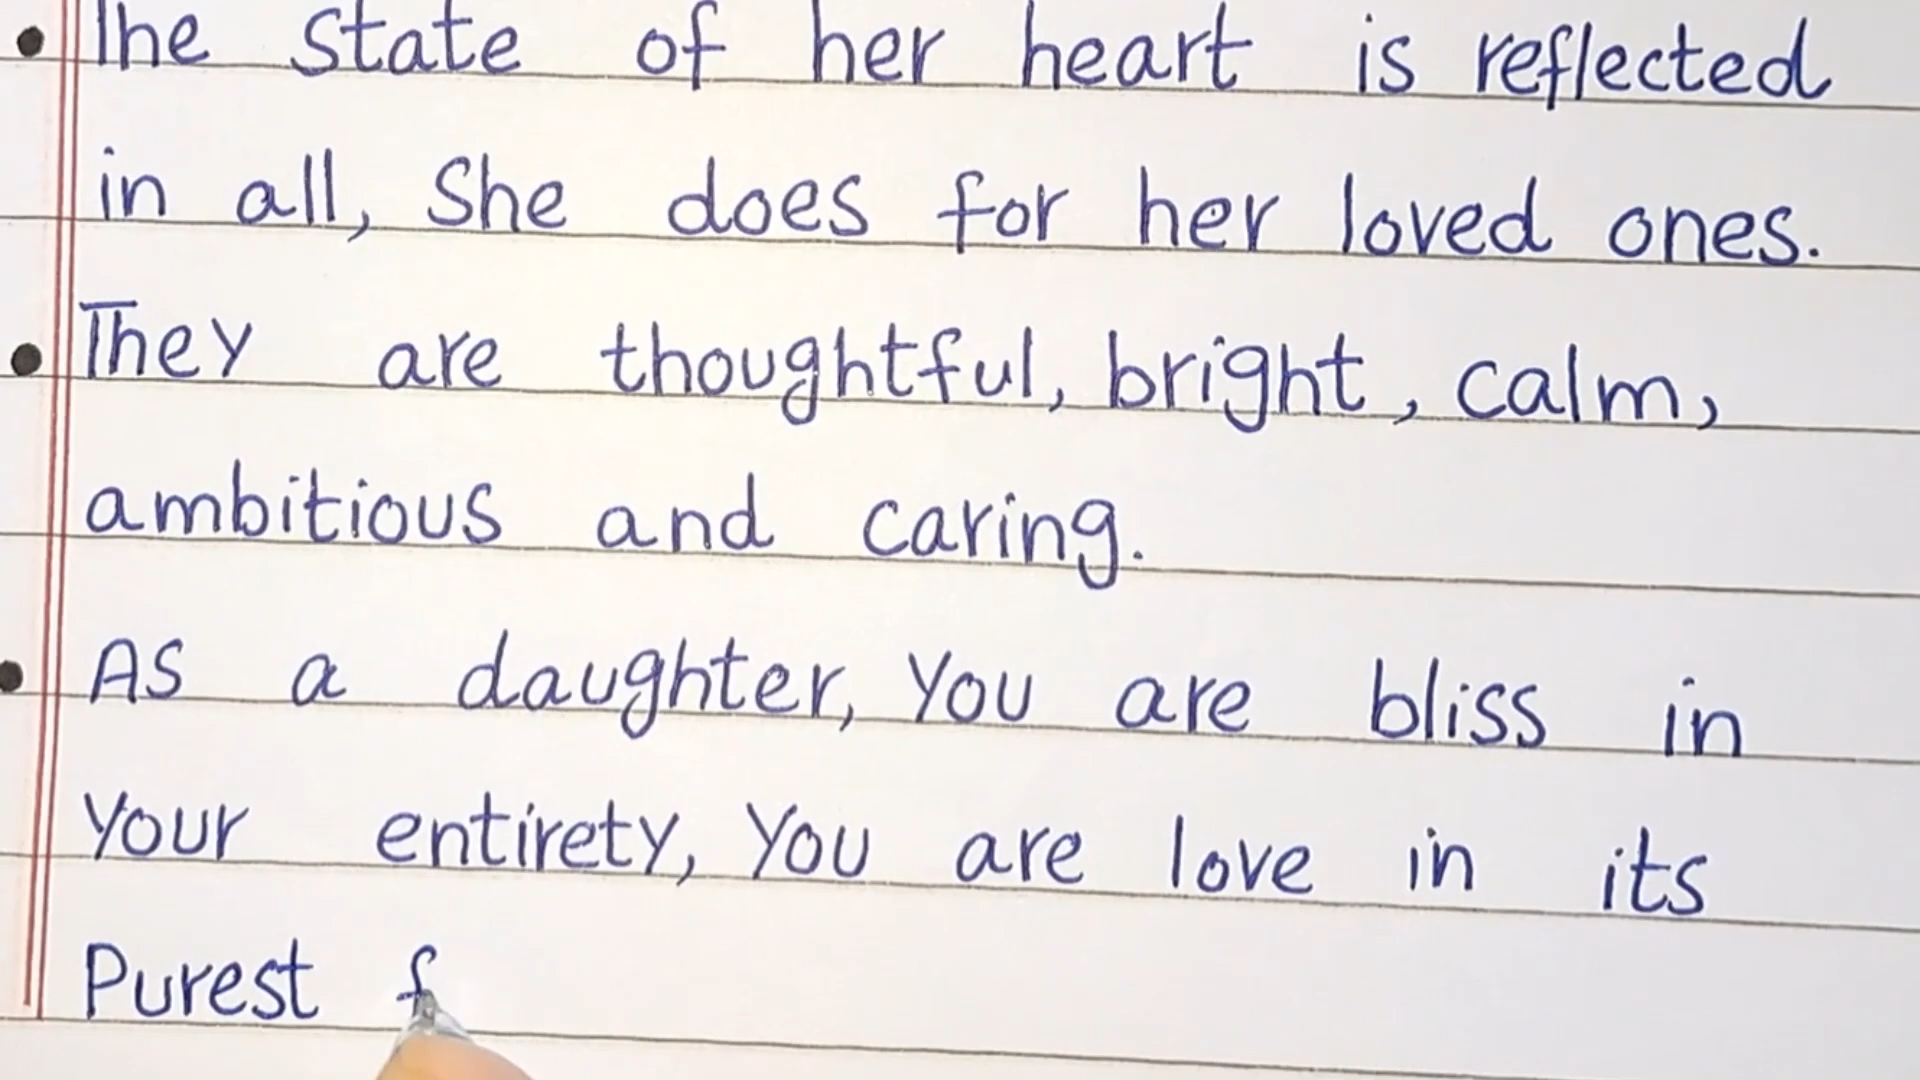 • The state of her heart is reflected
in all, She does for her loved ones.
• They are thoughtful, bright, calm,
ambitious and caring.
• As a daughter, You are bliss in
Your entirety, You are love in its
Purest f